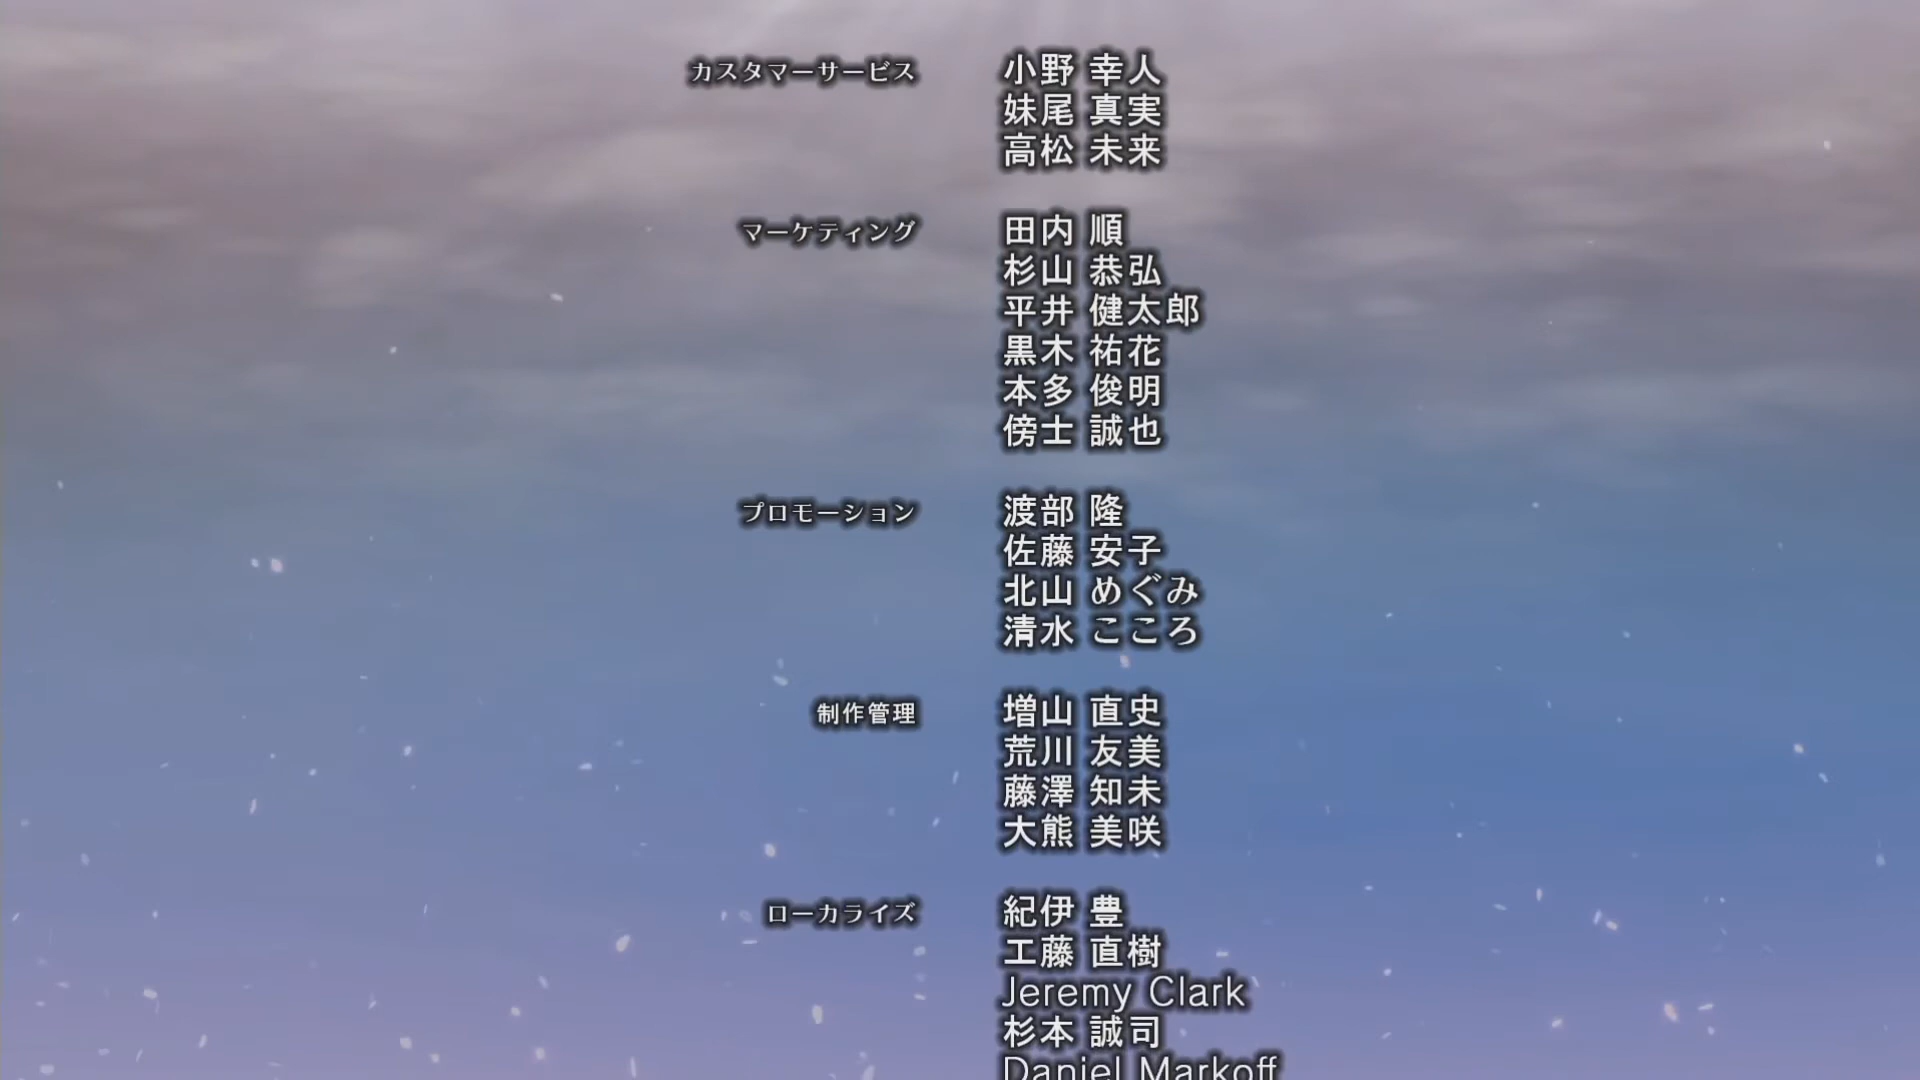 カスタマーサービス 小野 幸人
妹尾 真実
高松 未来
マーケティング 田内 順
杉山 恭弘
平井 健太郎
黒木 祐花
本多 俊明
傍士 誠也
プロモーション 渡部 隆
佐藤 安子
北山 めぐみ
清水 こころ
制作管理 増山 直史
荒川 友美
藤澤 知未
大熊 美咲
ローカライズ 紀伊 豊
工藤 直樹
Jeremy Clark
杉本 誠司
Daniel Markoff